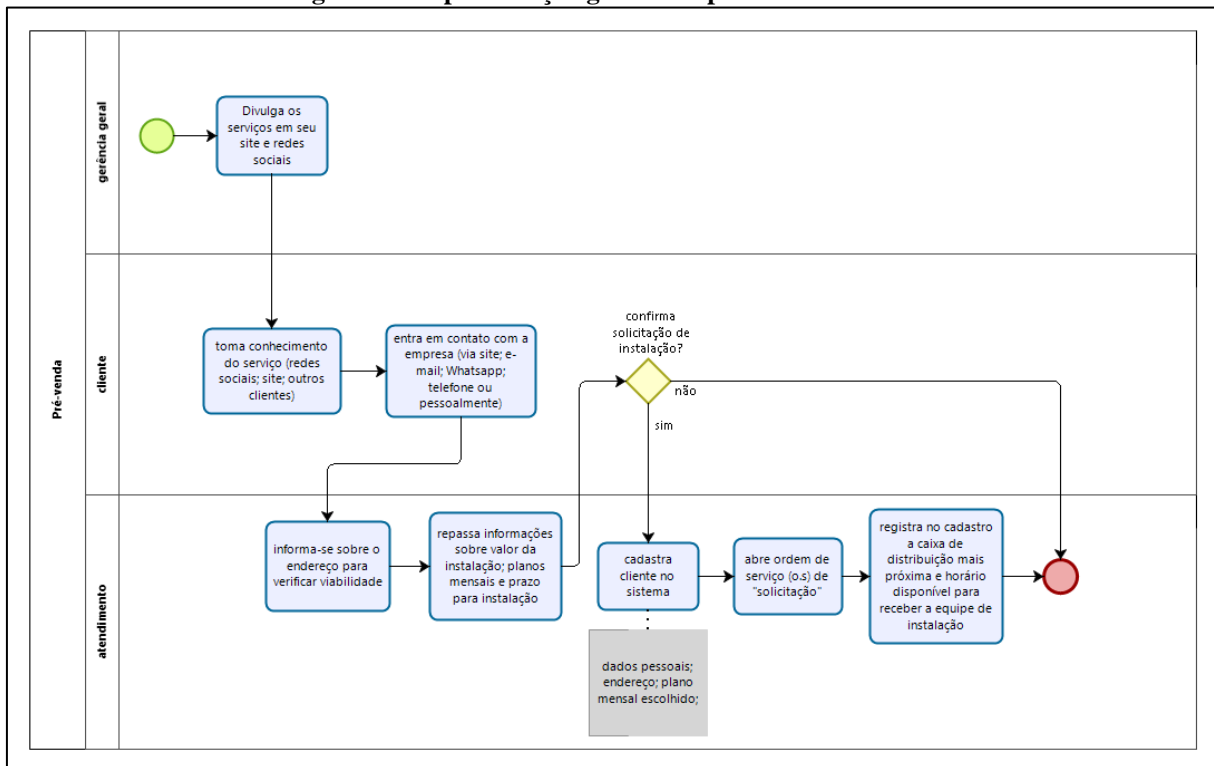 Pré-venda
gerência geral
Divulga os
serviços em seu
site e redes
sociais
cliente
toma conhecimento
do serviço (redes
sociais; site; outros
clientes)
entra em contato com a
empresa (via site; e-
mail; Whatsapp;
telefone ou
pessoalmente)
confirma
solicitação de
instalação?
não
sim
atendimento
informa-se sobre o
endereço para
verificar viabilidade
repassa informações
sobre valor da
instalação; planos
mensais e prazo
para instalação
cadastra
cliente no
sistema
abre ordem de
serviço (o.s) de
"solicitação"
registra no cadastro
a caixa de
distribuição mais
próxima e horário
disponível para
receber a equipe de
instalação
dados pessoais;
endereço; plano
mensal escolhido;